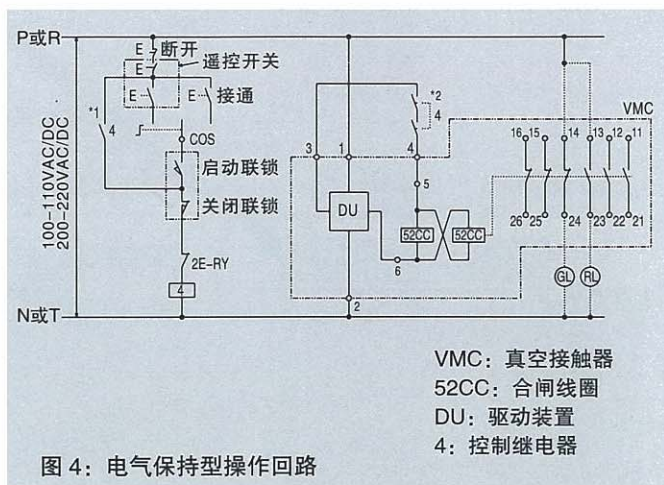 P或R
E 断开
E 遥控开关
E 接通
*1
4
COS
启动联锁
关闭联锁
2E-RY
4
N或T
100-110VAC/DC
200-220VAC/DC
*2
4
VMC
3 1 4
5
DU
52CC 52CC
6
2
16 15 14 13 12 11
26 25 24 23 22 21
GL RL
VMC：真空接触器
52CC：合闸线圈
DU：驱动装置
4：控制继电器
图 4：电气保持型操作回路